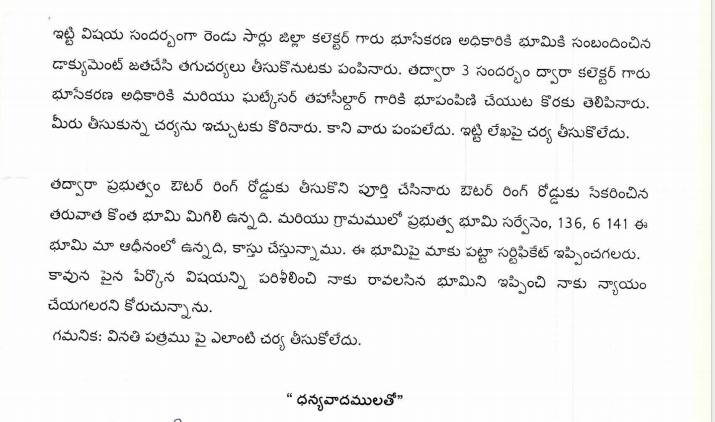 ఇట్టి విషయ సందర్భంగా రెండు సార్లు జిల్లా కలెక్టర్ గారు భూసేకరణ అధికారికి భూమికి సంబందించిన
డాక్యుమెంట్ జతచేసి తగుచర్యలు తీసుకొనుటకు పంపినారు. తద్వారా 3 సందర్భం ద్వారా కలెక్టర్ గారు
భూసేకరణ అధికారికి మరియు ఘట్కేసర్ తహసీల్దార్ గారికి భూపంపిణి చేయుట కొరకు తెలిపినారు.
మీరు తీసుకున్న చర్యను ఇచ్చుటకు కొరినారు. కాని వారు పంపలేదు. ఇట్టి లేఖపై చర్య తీసుకోలేదు.
తద్వారా ప్రభుత్వం ఔటర్ రింగ్ రోడ్డుకు తీసుకొని పూర్తి చేసినారు ఔటర్ రింగ్ రోడ్డుకు సేకరించిన
తరువాత కొంత భూమి మిగిలి ఉన్నది. మరియు గ్రామములో ప్రభుత్వ భూమి సర్వేనెం, 136, 6 141 ఈ
భూమి మా ఆధీనంలో ఉన్నది, కాస్తు చేస్తున్నాము. ఈ భూమిపై మాకు పట్టా సర్టిఫికేట్ ఇప్పించగలరు.
కావున పైన పేర్కొన విషయన్ని పరిశీలించి నాకు రావలసిన భూమిని ఇప్పించి నాకు న్యాయం
చేయగలరని కోరుచున్నాను.
గమనిక: వినతి పత్రము పై ఎలాంటి చర్య తీసుకోలేదు.
“ ధన్యవాదములతో”